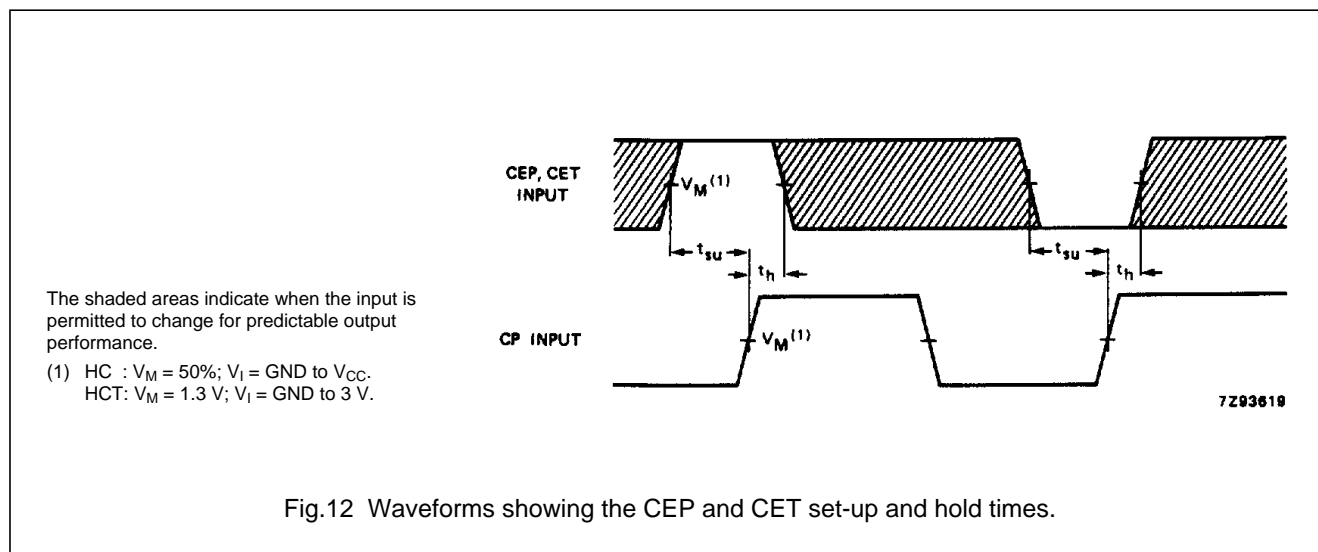 CEP, CET
INPUT
V_M (1)
t_su
t_h
t_su
t_h
CP INPUT
V_M (1)
7Z93619
The shaded areas indicate when the input is
permitted to change for predictable output
performance.
(1) HC : V_M = 50%; V_I = GND to V_CC.
HCT: V_M = 1.3 V; V_I = GND to 3 V.
Fig.12 Waveforms showing the CEP and CET set-up and hold times.